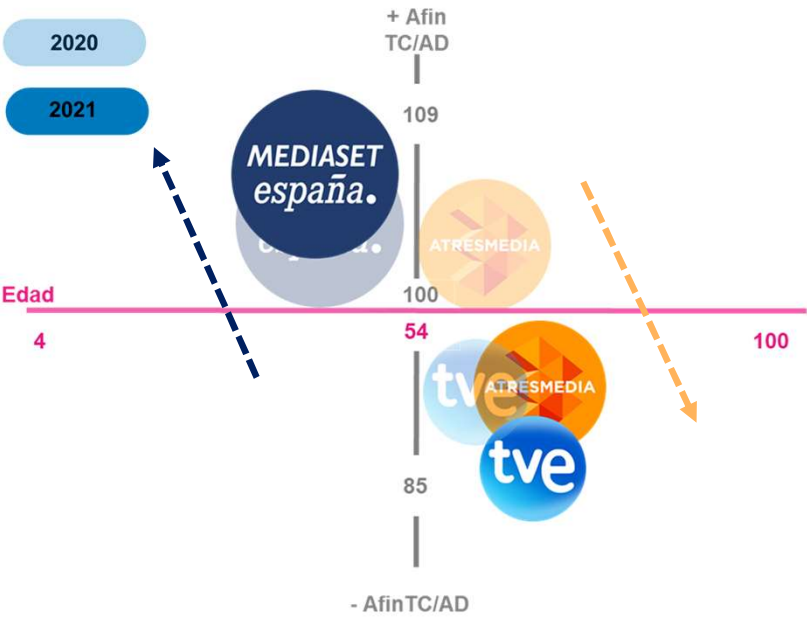 + Afin
TC/AD
2020
2021
109
MEDIASET
españa.
ATRESMEDIA
100
Edad
54
4
100
tve
ATRESMEDIA
tve
85
- AfinTC/AD